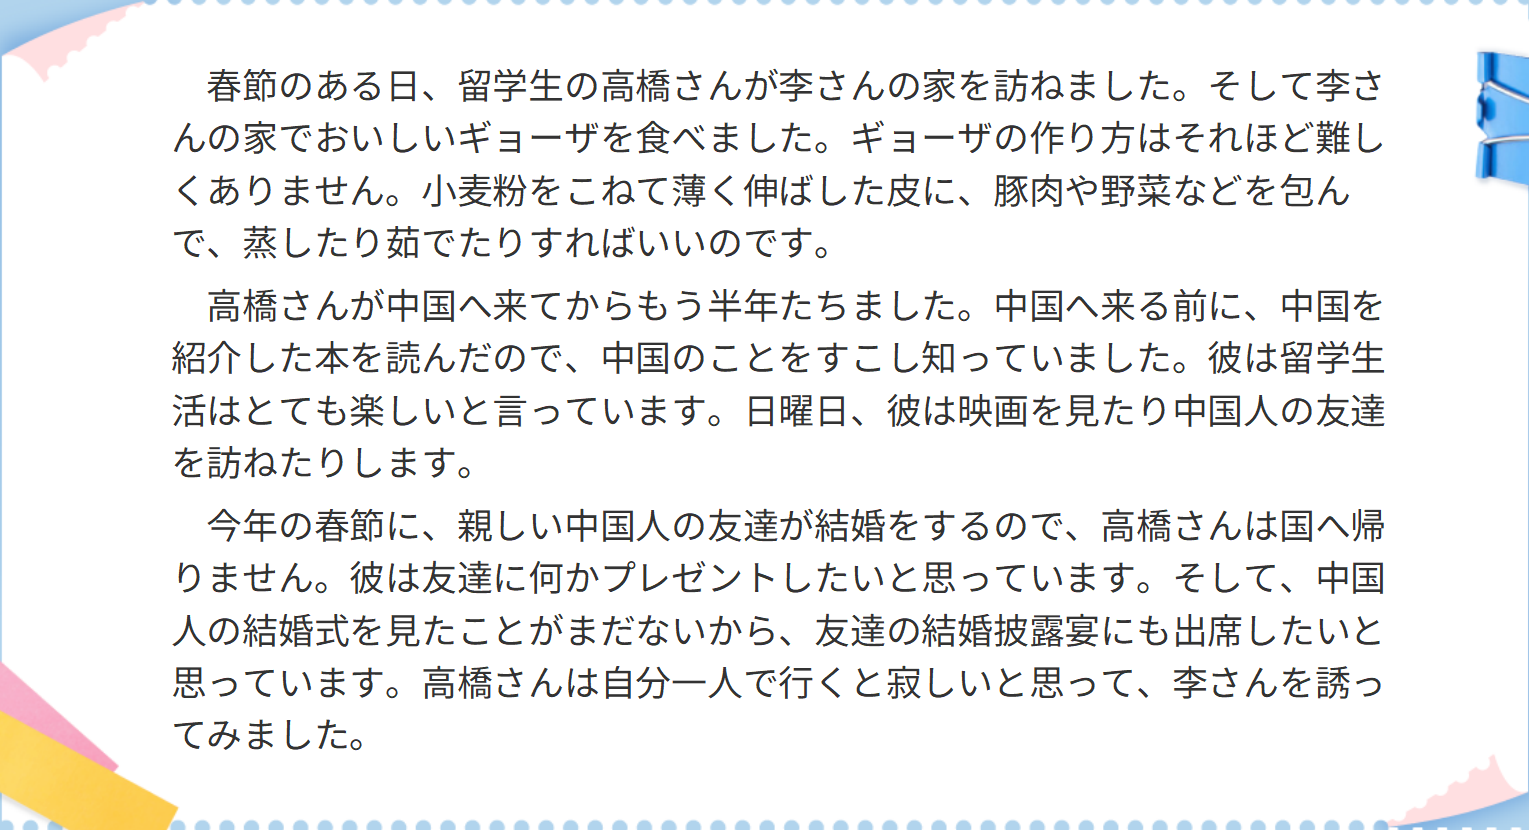 春節のある日、留学生の高橋さんが李さんの家を訪ねました。そして李さ
んの家でおいしいギョーザを食べました。ギョーザの作り方はそれほど難し
くありません。小麦粉をこねて薄く伸ばした皮に、豚肉や野菜などを包ん
で、蒸したり茹でたりすればいいのです。
高橋さんが中国へ来てからもう半年たちました。中国へ来る前に、中国を
紹介した本を読んだので、中国のことをすこし知っていました。彼は留学生
活はとても楽しいと言っています。日曜日、彼は映画を見たり中国人の友達
を訪ねたりします。
今年の春節に、親しい中国人の友達が結婚をするので、高橋さんは国へ帰
りません。彼は友達に何かプレゼントしたいと思っています。そして、中国
人の結婚式を見たことがまだないから、友達の結婚披露宴にも出席したいと
思っています。高橋さんは自分一人で行くと寂しいと思って、李さんを誘っ
てみました。